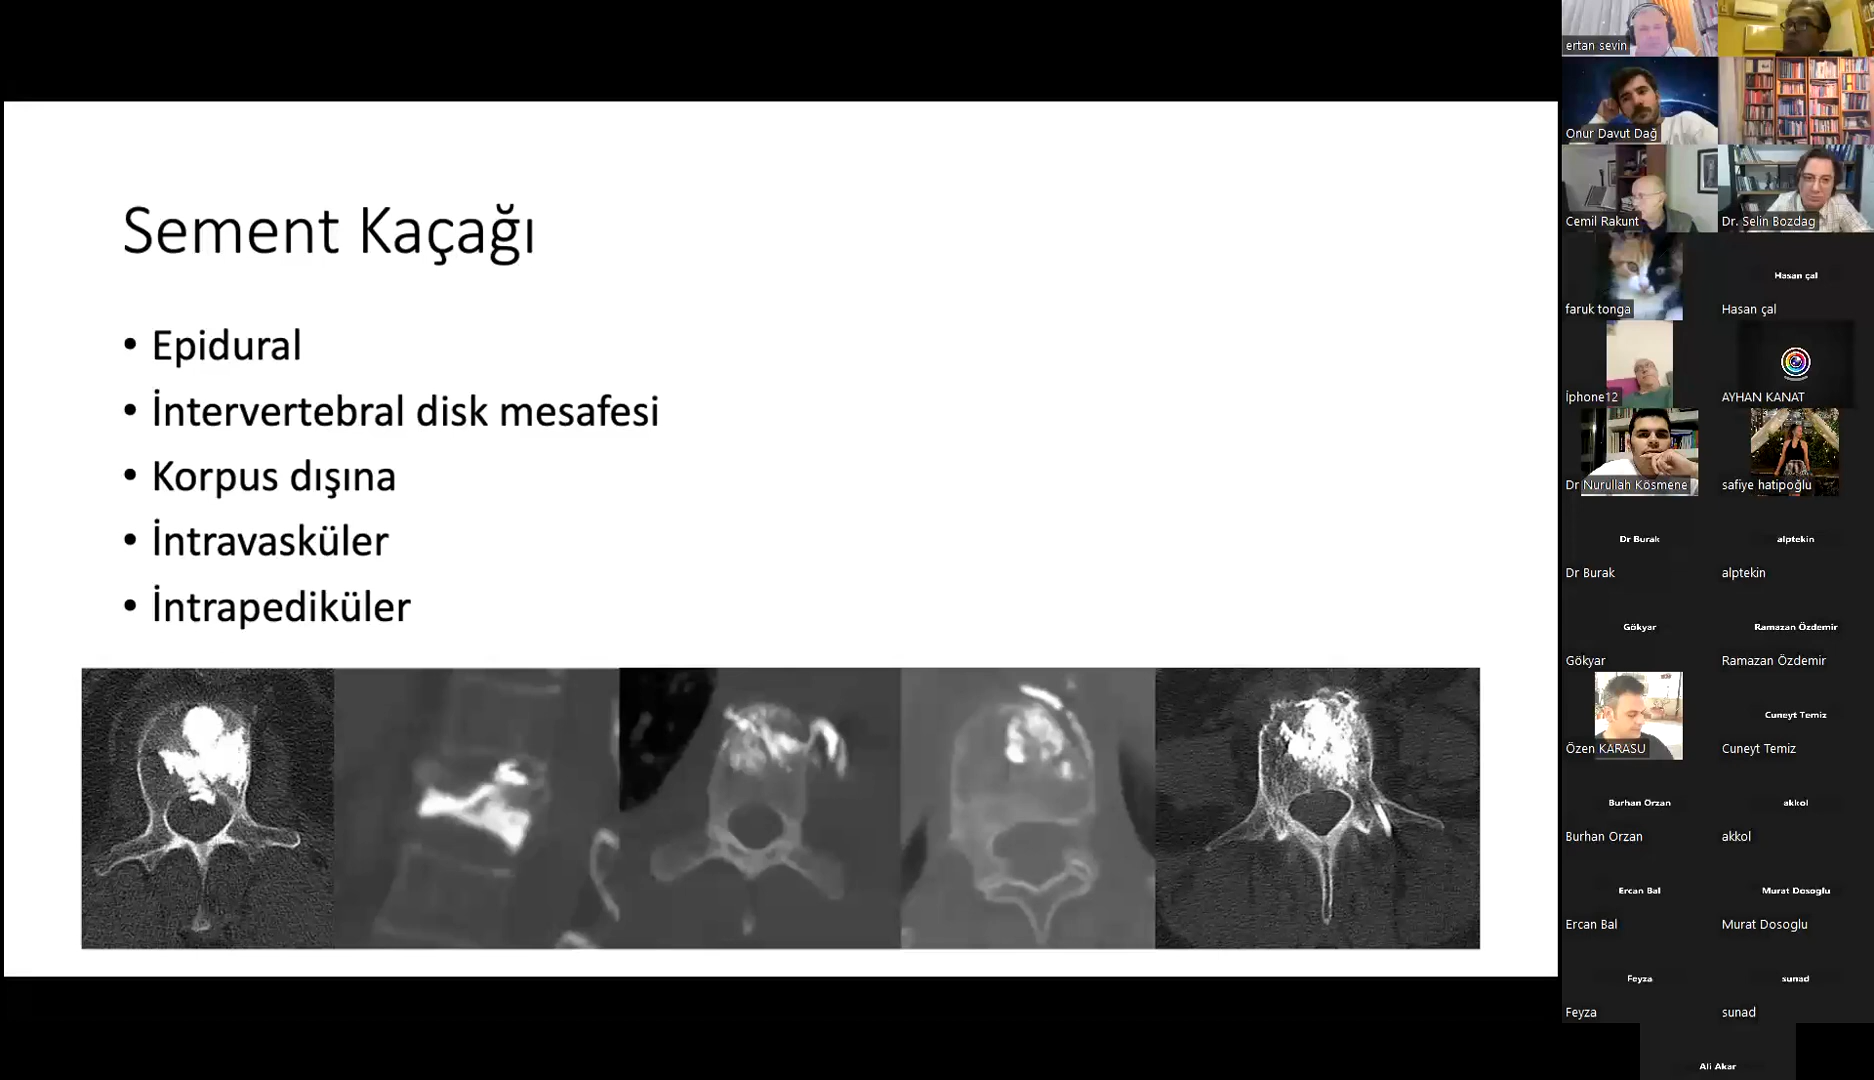 Sement Kaçağı
• Epidural
• İntervertebral disk mesafesi
• Korpus dışına
• İntravasküler
• İntrapediküler
ertan sevin
Onur Davut Dağ
Cemil Rakunt
Dr. Selin Bozdag
faruk tonga
Hasan çal
Hasan çal
İphone12
AYHAN KANAT
Dr Nurullah Kösmene
safiye hatipoğlu
Dr Burak
Dr Burak
alptekin
alptekin
Gökyar
Gökyar
Ramazan Özdemir
Ramazan Özdemir
Özen KARASU
Cuneyt Temiz
Cuneyt Temiz
Burhan Orzan
Burhan Orzan
akkol
akkol
Ercan Bal
Ercan Bal
Murat Dosoglu
Murat Dosoglu
Feyza
Feyza
sunad
sunad
Ali Akar